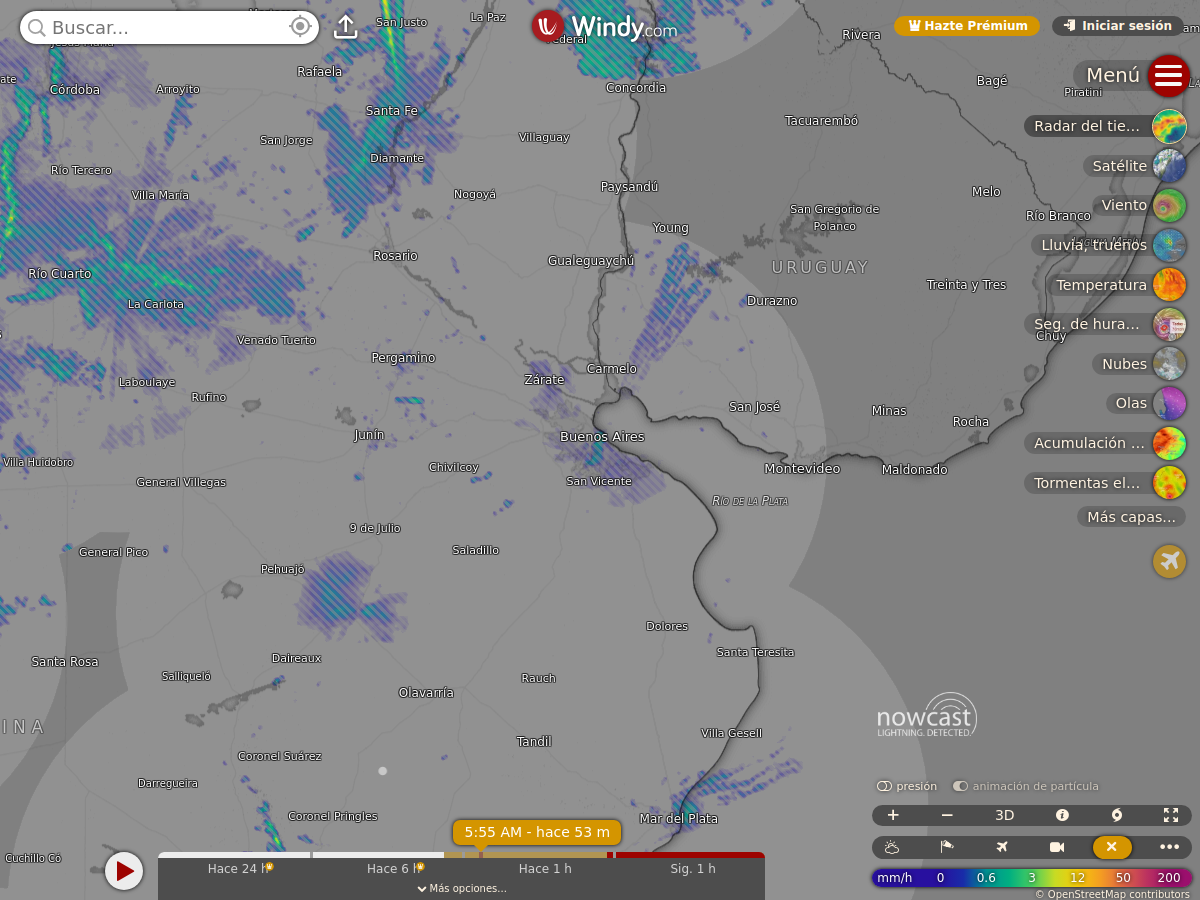 Buscar...
Windy.com
Hazte Prémium
Iniciar sesión
Menú
Radar del tie...
Satélite
Viento
Lluvia, truenos
Temperatura
Seg. de hura...
Nubes
Olas
Acumulación ...
Tormentas el...
Más capas...
San Justo
La Paz
Federal
Rivera
Rafaela
Bagé
Piratini
Córdoba
Arroyito
Concordia
Santa Fe
Tacuarembó
San Jorge
Villaguay
Diamante
Río Tercero
Villa María
Nogoyá
Paysandú
Melo
San Gregorio de
Polanco
Río Branco
Young
Rosario
Gualeguaychú
URUGUAY
Río Cuarto
La Carlota
Durazno
Treinta y Tres
Venado Tuerto
Chuy
Pergamino
Carmelo
Laboulaye
Zárate
Rufino
San José
Minas
Rocha
Junín
Buenos Aires
Villa Huidobro
Chivilcoy
Montevideo
Maldonado
General Villegas
San Vicente
Río de la Plata
9 de Julio
General Pico
Saladillo
Pehuajó
Dolores
Santa Rosa
Daireaux
Santa Teresita
Salliqueló
Rauch
Olavarría
INA
Tandil
Villa Gesell
Coronel Suárez
Darregueira
Coronel Pringles
Mar del Plata
Cuchillo Có
nowcast
LIGHTNING. DETECTED.
presión
animación de partícula
3D
5:55 AM - hace 53 m
Hace 24 h
Hace 6 h
Hace 1 h
Sig. 1 h
Más opciones...
mm/h 0 0.6 3 12 50 200
© OpenStreetMap contributors